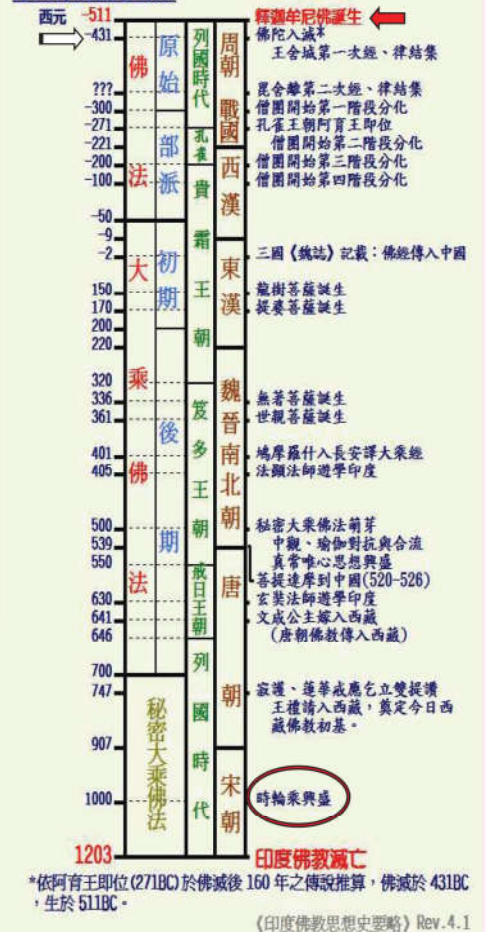 西元
-511 釋迦牟尼佛誕生
-431 佛陀入滅*
王舍城第一次經、律結集
??? 毘舍離第二次經、律結集
-300 僧團開始第一階段分化
-271 孔雀王朝阿育王即位
-221 僧團開始第二階段分化
-200 僧團開始第三階段分化
-100 僧團開始第四階段分化
-50
-9
-2 三國《魏誌》記載：佛經傳入中國
150 龍樹菩薩誕生
170 提婆菩薩誕生
200
220
320
336 無著菩薩誕生
361 世親菩薩誕生
401 鳩摩羅什入長安譯大乘經
405 法顯法師遊學印度
500 秘密大乘佛法萌芽
539 中觀、瑜伽對抗與合流
真常唯心思想興盛
550 菩提達摩到中國(520-526)
630 玄奘法師遊學印度
641 文成公主嫁入西藏
646 (唐朝佛教傳入西藏)
700
747 寂護、蓮華戒應乞立雙提讚
王禮請入西藏，奠定今日西
藏佛教初基。
907
1000 時輪乘興盛
1203 印度佛教滅亡
佛法
大乘佛法
秘密大乘佛法
原始
部派
初期
後期
列國時代
孔雀
貴霜王朝
笈多王朝
戒日王朝
列國時代
周朝
戰國
西漢
東漢
魏晉南北朝
唐朝
宋朝
*依阿育王即位(271BC)於佛滅後 160 年之傳說推算，佛滅於 431BC
，生於 511BC。
《印度佛教思想史要略》Rev.4.1